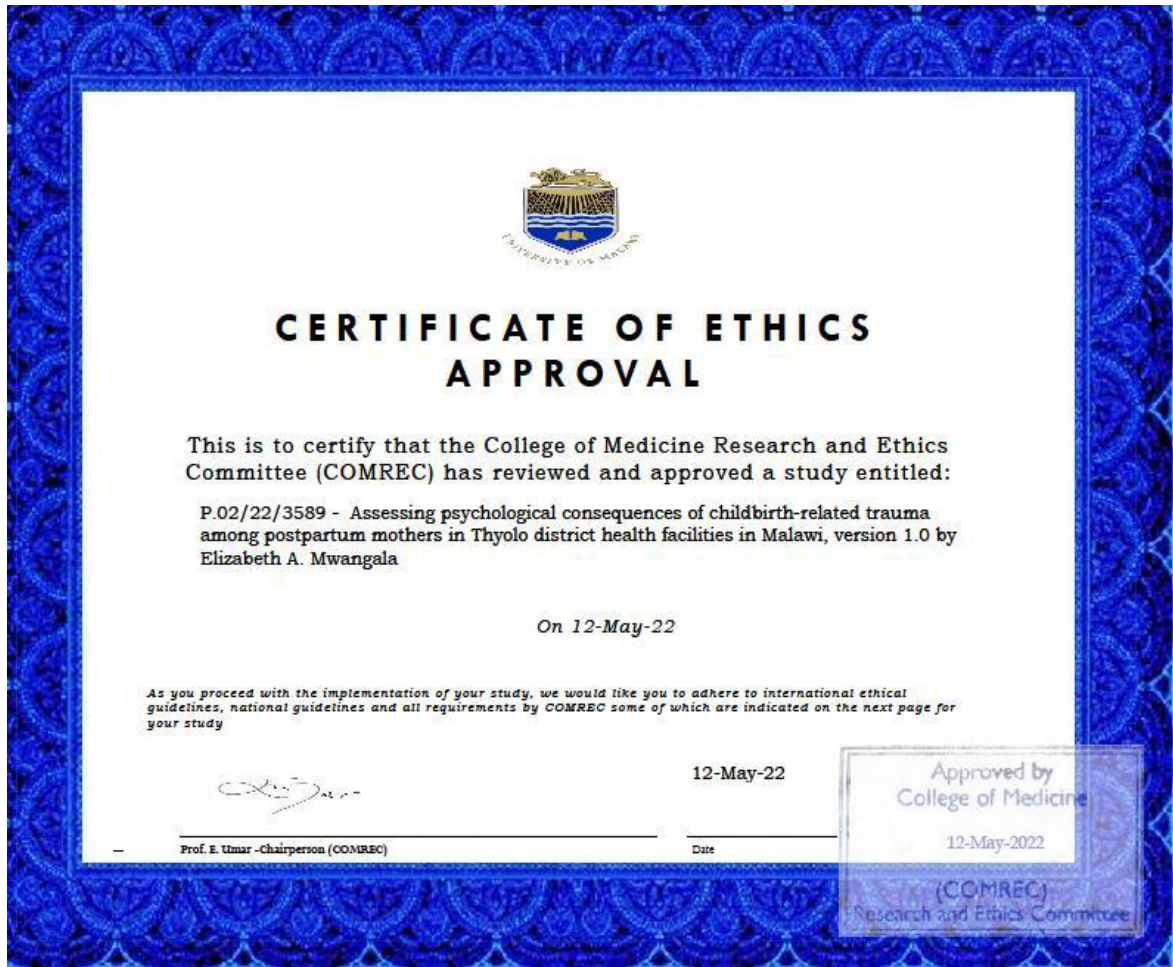 UNIVERSITY OF MALAWI
CERTIFICATE OF ETHICS
APPROVAL
This is to certify that the College of Medicine Research and Ethics
Committee (COMREC) has reviewed and approved a study entitled:
P.02/22/3589 - Assessing psychological consequences of childbirth-related trauma
among postpartum mothers in Thyolo district health facilities in Malawi, version 1.0 by
Elizabeth A. Mwangala
On 12-May-22
As you proceed with the implementation of your study, we would like you to adhere to international ethical
guidelines, national guidelines and all requirements by COMREC some of which are indicated on the next page for
your study
12-May-22
Prof. E. Umar -Chairperson (COMREC)
Date
Approved by
College of Medicine
12-May-2022
(COMREC)
Research and Ethics Committee